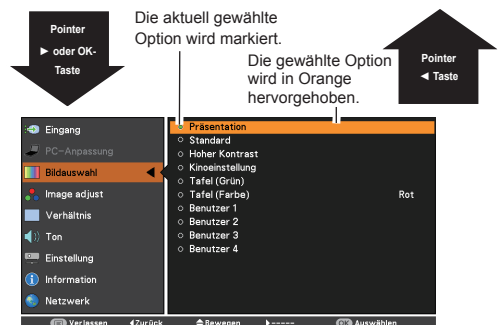 Pointer
► oder OK-
Taste
Die aktuell gewählte
Option wird markiert.
Die gewählte Option
wird in Orange
hervorgehoben.
Pointer
◄ Taste
Eingang
PC-Anpassung
Bildauswahl
Image adjust
Verhältnis
Ton
Einstellung
Information
Netzwerk
Präsentation
Standard
Hoher Kontrast
Kinoeinstellung
Tafel (Grün)
Tafel (Farbe) Rot
Benutzer 1
Benutzer 2
Benutzer 3
Benutzer 4
Verlassen ◄Zurück Bewegen ►----- OK Auswählen